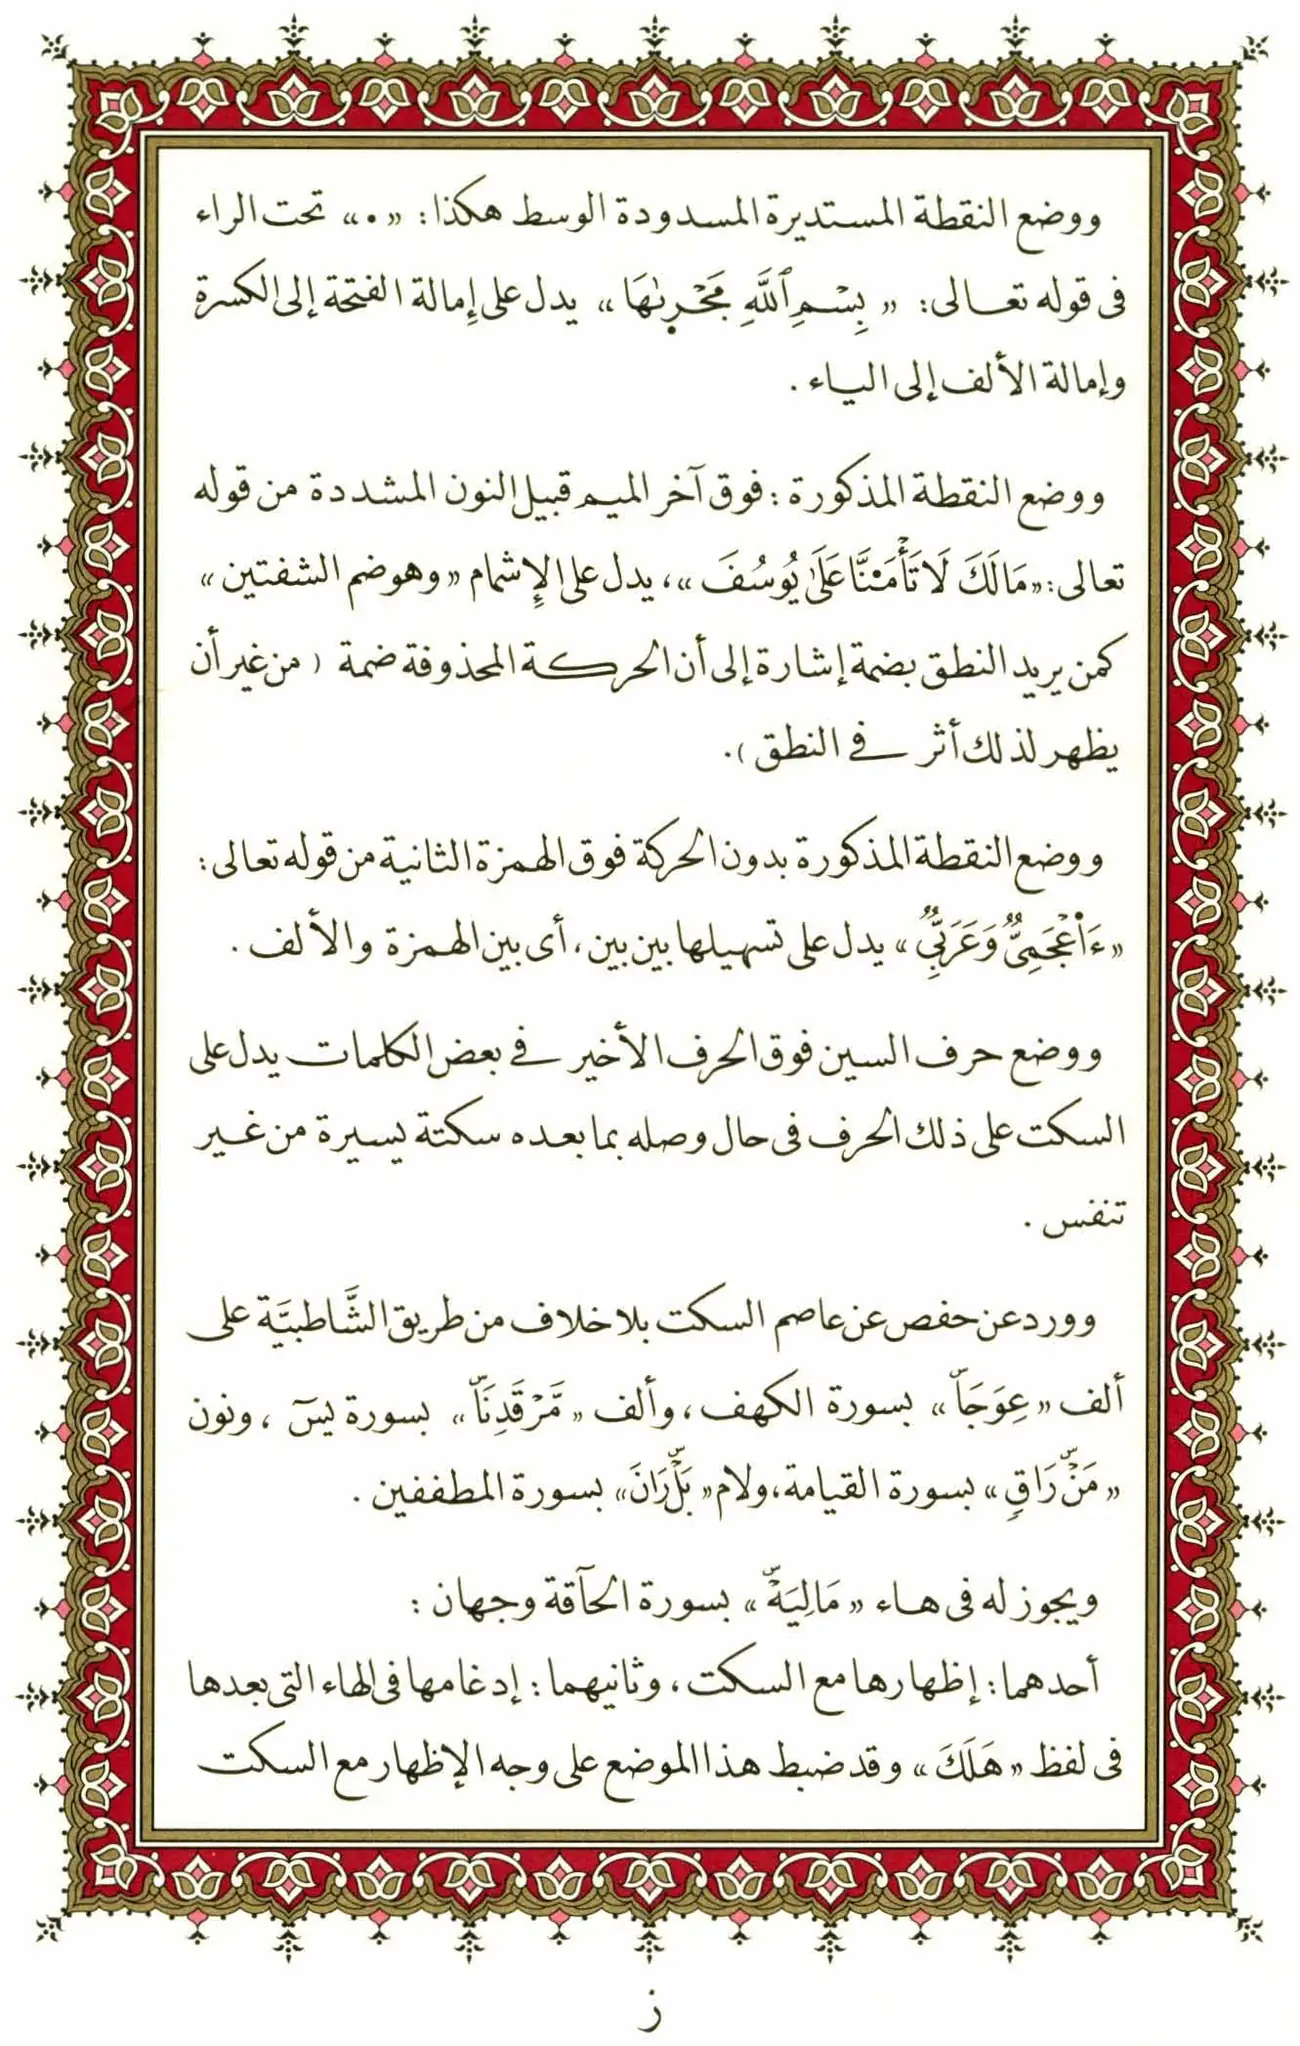 ووضع النقطة المستديرة المسدودة الوسط هكذا: «•» تحت الراء
فى قوله تعالى: «بِسْمِ ٱللَّهِ مَجْر۪ىٰهَا» يدل على إمالة الفتحة إلى الكسرة
وإمالة الألف إلى الياء.
ووضع النقطة المذكورة: فوق آخر الميم قبيل النون المشددة من قوله
تعالى: «مَالَكَ لَا تَأْمَ۬نَّا عَلَىٰ يُوسُفَ»، يدل على الإِشمام «وهو ضم الشفتين»
كمن يريد النطق بضمة إشارة إلى أن الحركة المحذوفة ضمة (من غير أن
يظهر لذلك أثر في النطق).
ووضع النقطة المذكورة بدون الحركة فوق الهمزة الثانية من قوله تعالى:
«ءَا۬عْجَمِىٌّ وَعَرَبِىٌّ» يدل على تسهيلها بين بين، أى بين الهمزة والألف.
ووضع حرف السين فوق الحرف الأخير في بعض الكلمات يدل على
السكت على ذلك الحرف فى حال وصله بما بعده سكتة يسيرة من غير
تنفس.
وورد عن حفص عن عاصم السكت بلا خلاف من طريق الشَّاطبيَّة على
ألف «عِوَجَاۜ» بسورة الكهف، وألف «مَّرْقَدِنَاۜ» بسورة يسٓ، ونون
«مَنْۜ رَاقٍ» بسورة القيامة، ولام «بَلْۜ رَانَ» بسورة المطففين.
ويجوز له فى هاء «مَالِيَهْۜ» بسورة الحآقة وجهان:
أحدهما: إظهارها مع السكت، وثانيهما: إدغامها فى الهاء التى بعدها
فى لفظ «هَلَكَ» وقد ضبط هذا الموضع على وجه الإظهار مع السكت
ز